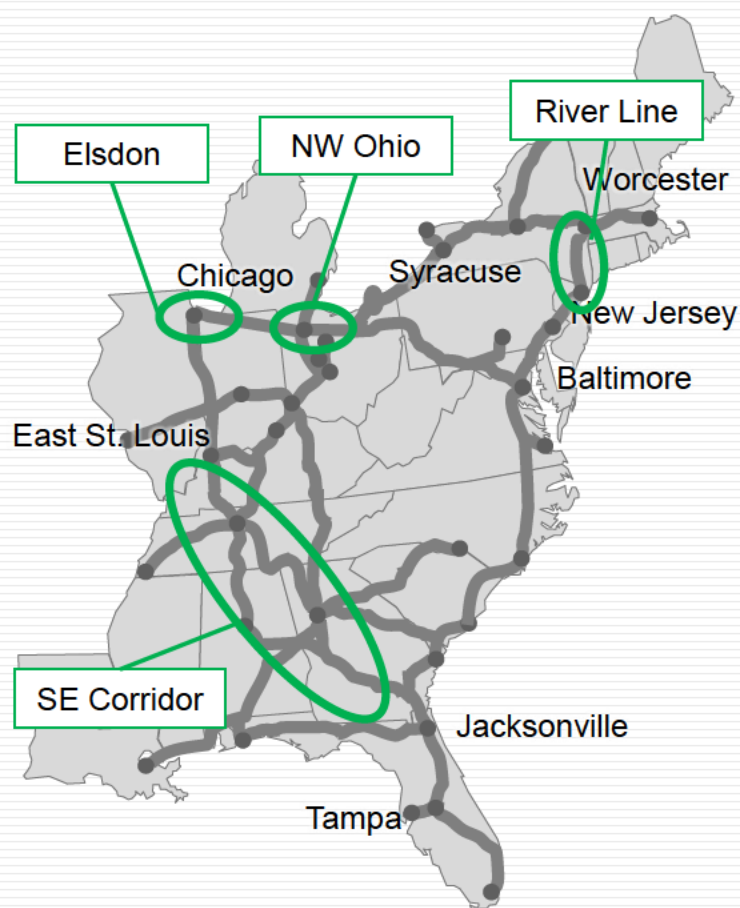 River Line
Elsdon
NW Ohio
Worcester
Chicago
Syracuse
New Jersey
Baltimore
East St. Louis
SE Corridor
Jacksonville
Tampa